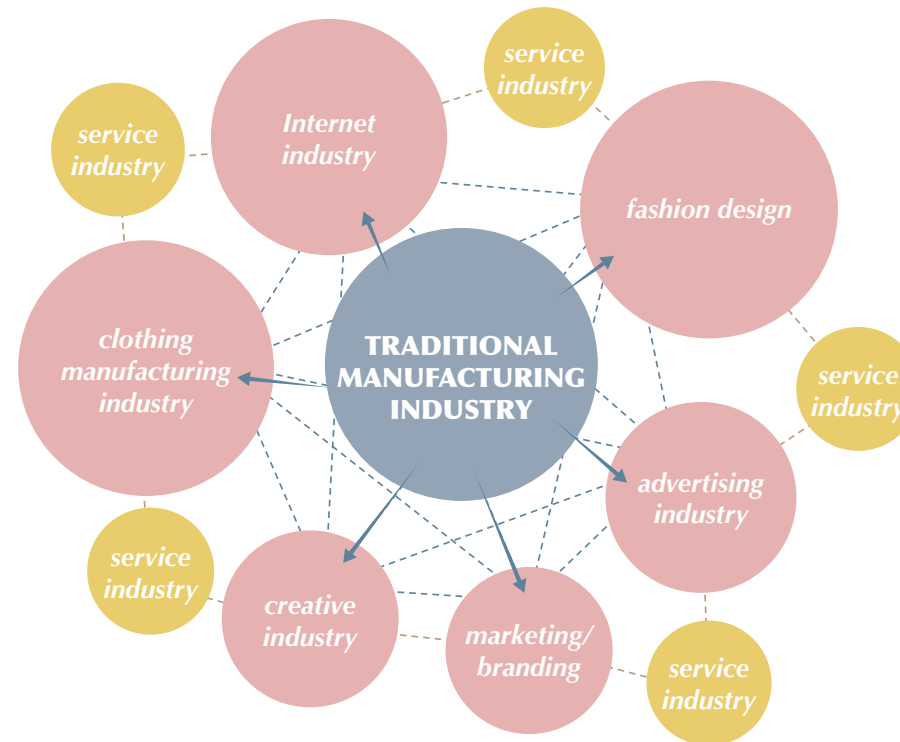 service
industry
Internet
industry
service
industry
fashion design
clothing
manufacturing
industry
TRADITIONAL
MANUFACTURING
INDUSTRY
service
industry
advertising
industry
service
industry
creative
industry
marketing/
branding
service
industry